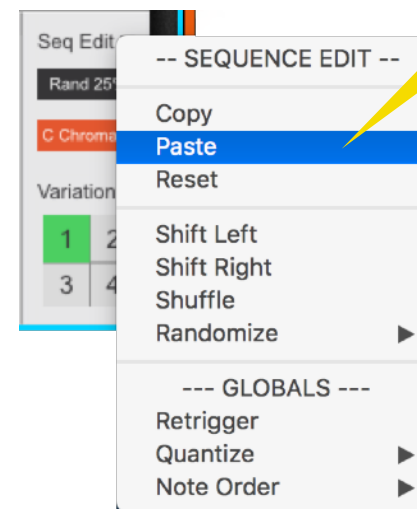 Seq Edit
-- SEQUENCE EDIT --
Rand 25
C Chroma
Copy
Paste
Reset
Variation
1 2
3 4
Shift Left
Shift Right
Shuffle
Randomize
--- GLOBALS ---
Retrigger
Quantize
Note Order